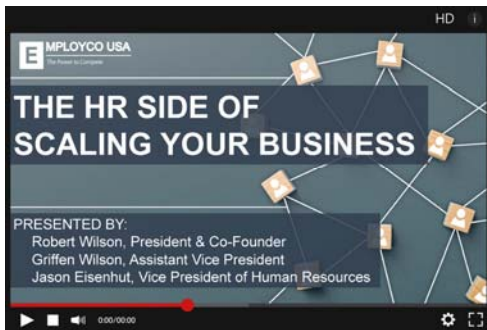 HD i
EMPLOYCO USA
The Power to Compete
THE HR SIDE OF
SCALING YOUR BUSINESS
PRESENTED BY:
Robert Wilson, President & Co-Founder
Griffen Wilson, Assistant Vice President
Jason Eisenhut, Vice President of Human Resources
0:00/00:00